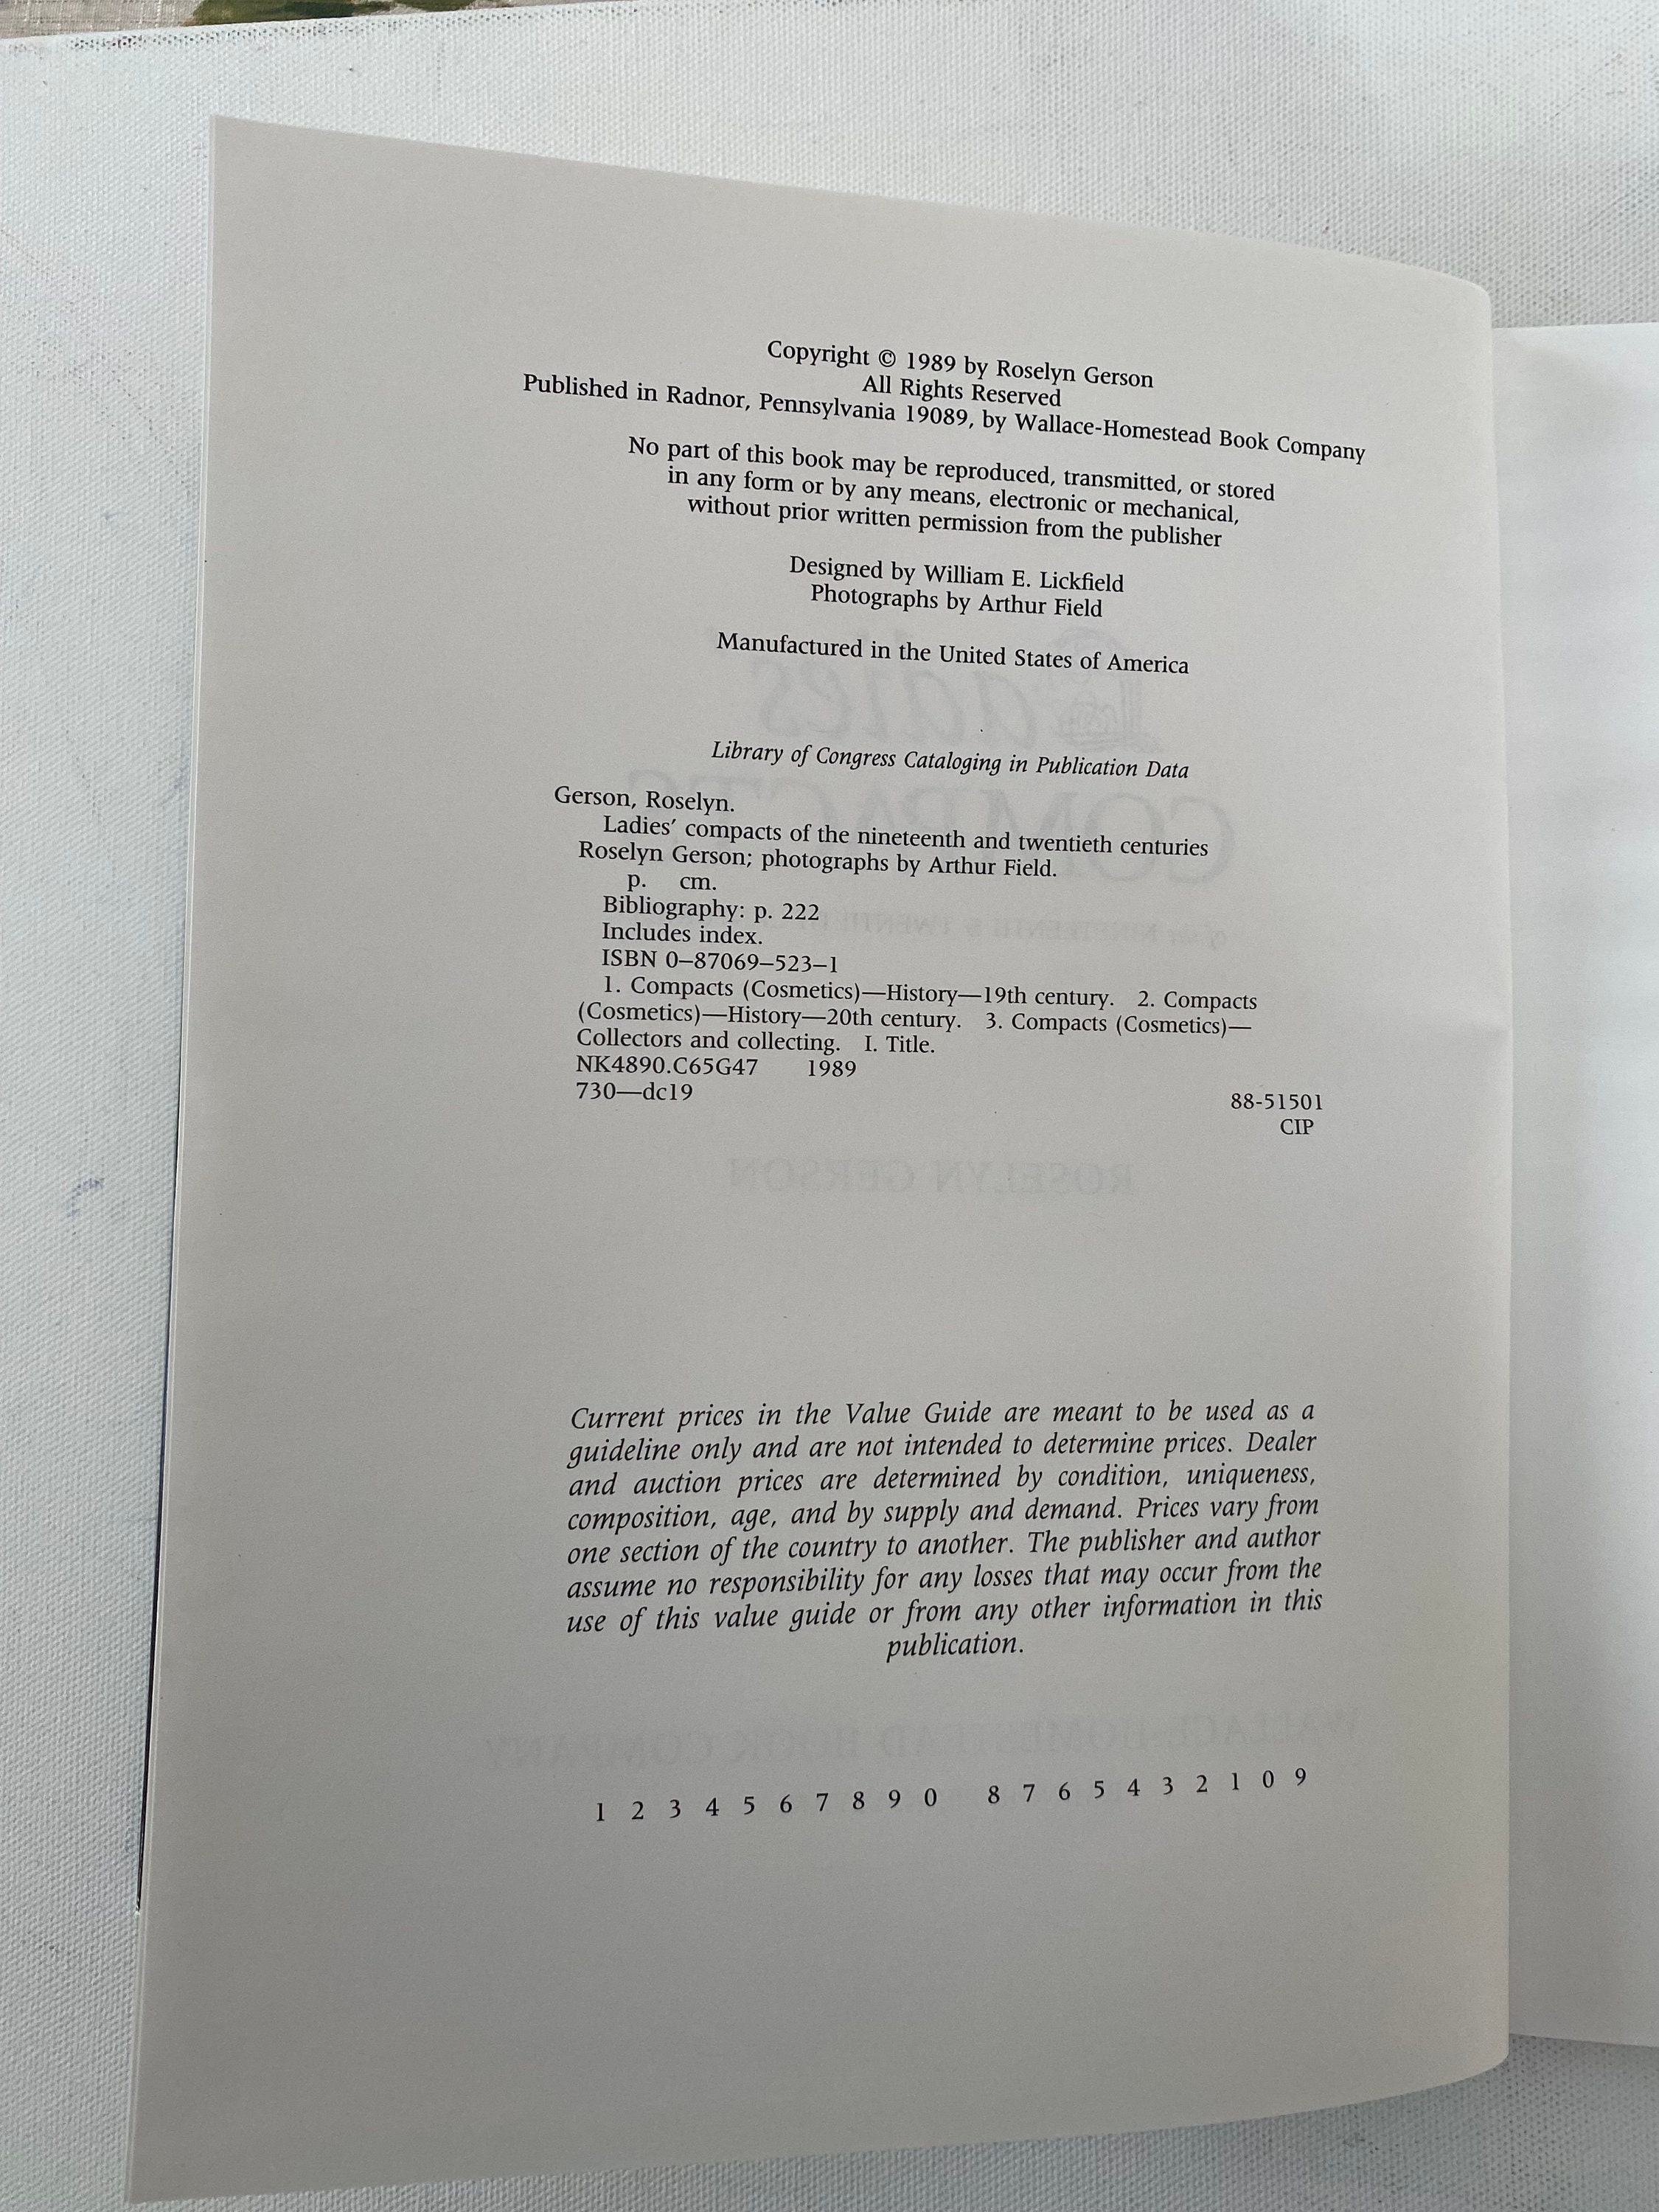 Copyright © 1989 by Roselyn Gerson
All Rights Reserved
Published in Radnor, Pennsylvania 19089, by Wallace-Homestead Book Company
No part of this book may be reproduced, transmitted, or stored
in any form or by any means, electronic or mechanical,
without prior written permission from the publisher
Designed by William E. Lickfield
Photographs by Arthur Field
Manufactured in the United States of America
Library of Congress Cataloging in Publication Data
Gerson, Roselyn.
Ladies’ compacts of the nineteenth and twentieth centuries
Roselyn Gerson; photographs by Arthur Field.
p. cm.
Bibliography: p. 222
Includes index.
ISBN 0–87069–523–1
1. Compacts (Cosmetics)—History—19th century. 2. Compacts
(Cosmetics)—History—20th century. 3. Compacts (Cosmetics)—
Collectors and collecting. I. Title.
NK4890.C65G47 1989
730—dc19
88-51501
CIP
Current prices in the Value Guide are meant to be used as a
guideline only and are not intended to determine prices. Dealer
and auction prices are determined by condition, uniqueness,
composition, age, and by supply and demand. Prices vary from
one section of the country to another. The publisher and author
assume no responsibility for any losses that may occur from the
use of this value guide or from any other information in this
publication.
1 2 3 4 5 6 7 8 9 0 8 7 6 5 4 3 2 1 0 9